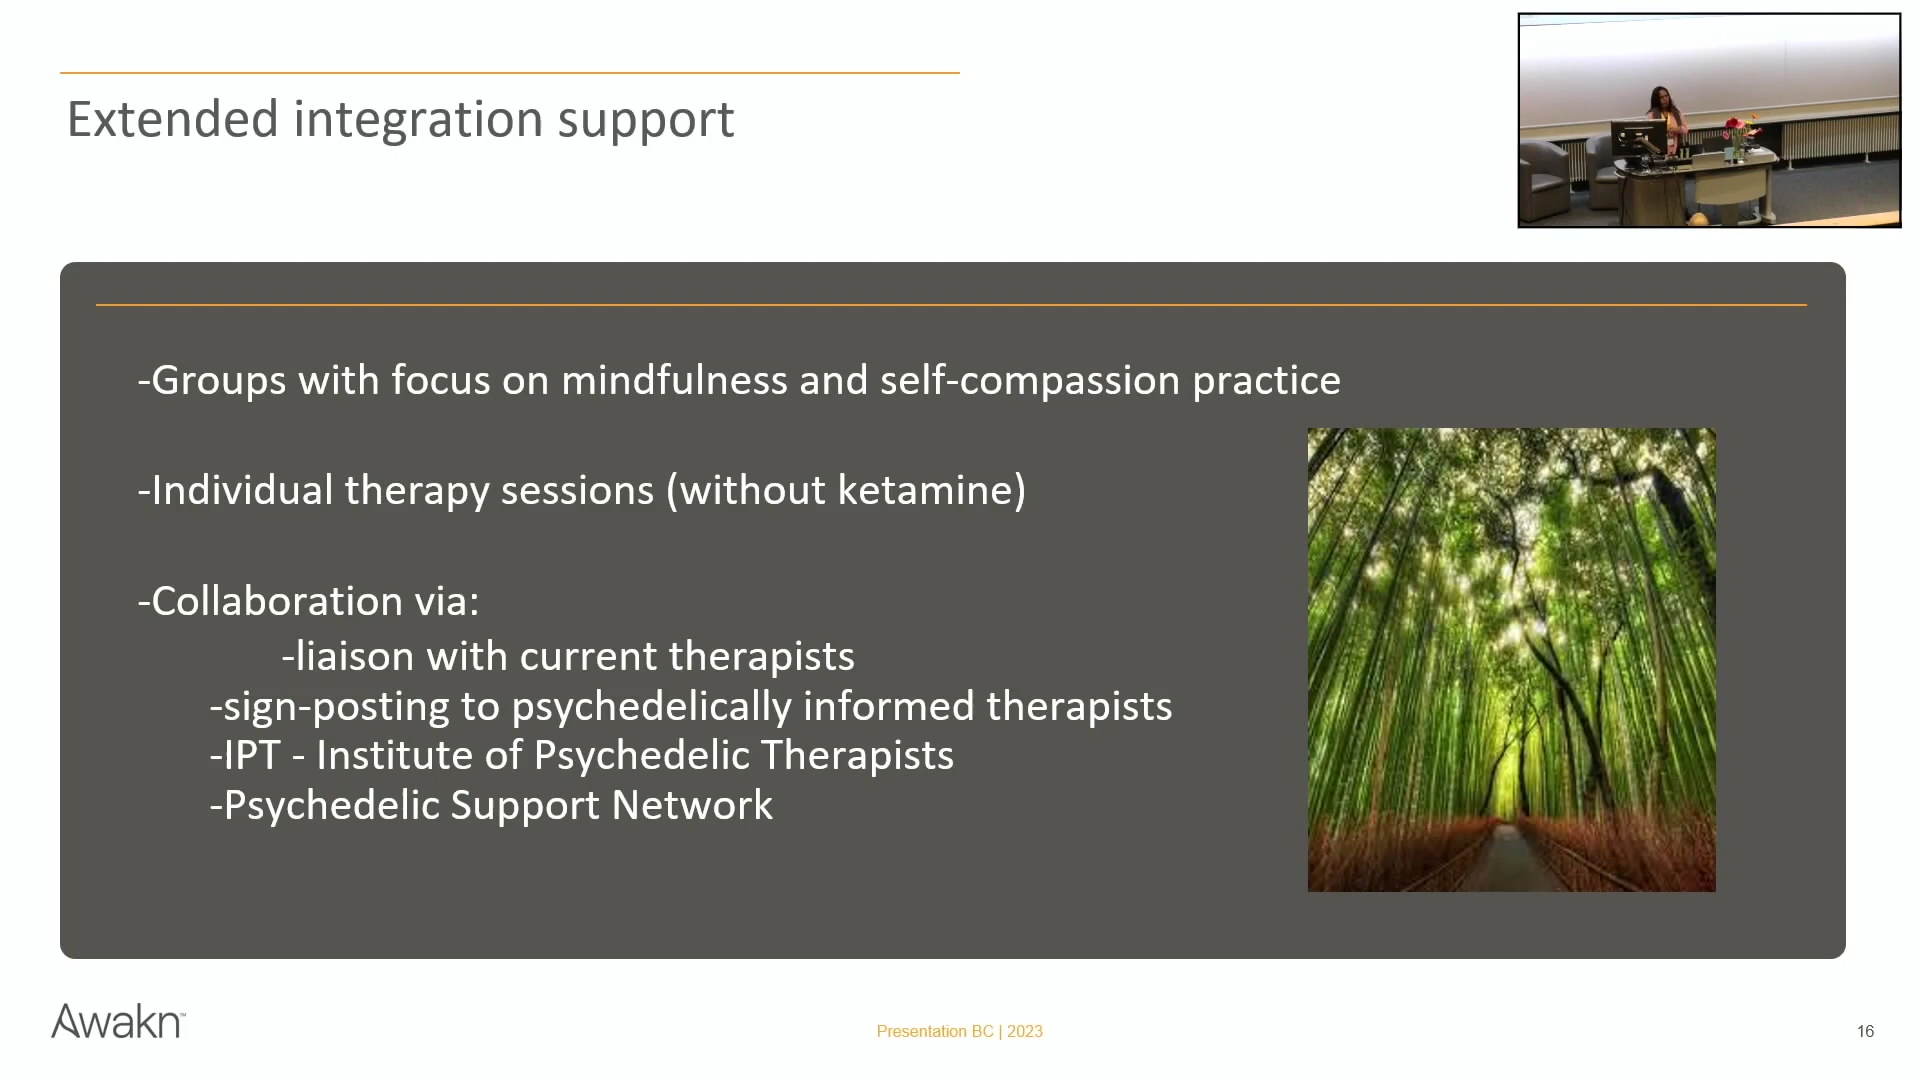 Extended integration support
-Groups with focus on mindfulness and self-compassion practice
-Individual therapy sessions (without ketamine)
-Collaboration via:
-liaison with current therapists
-sign-posting to psychedelically informed therapists
-IPT - Institute of Psychedelic Therapists
-Psychedelic Support Network
Awakn™
Presentation BC | 2023
16